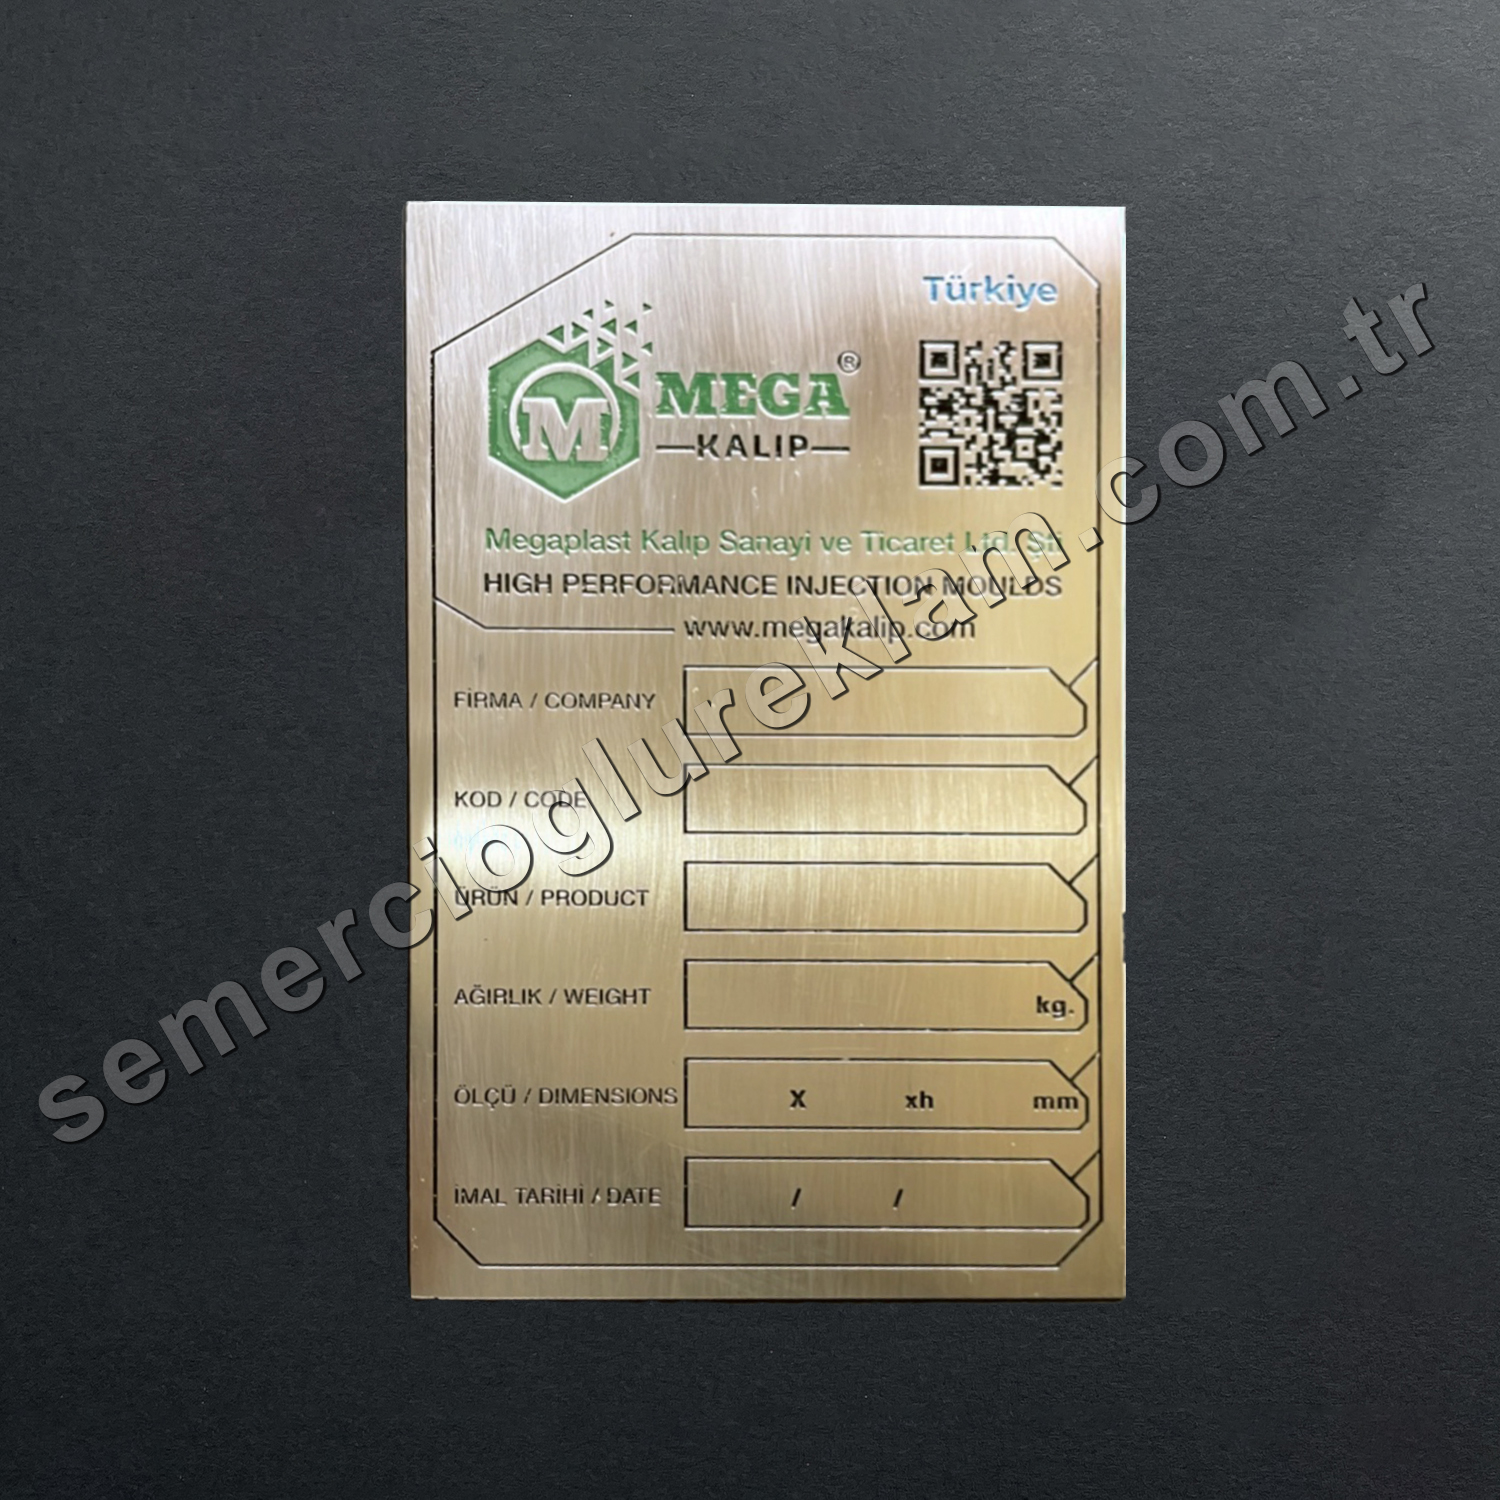 Türkiye
M
MEGA®
KALIP
Megaplast Kalıp Sanayi ve Ticaret Ltd. Şti
HIGH PERFORMANCE INJECTION MOULDS
www.megakalip.com
FİRMA / COMPANY
KOD / CODE
ÜRÜN / PRODUCT
AĞIRLIK / WEIGHT kg.
ÖLÇÜ / DIMENSIONS X xh mm
İMAL TARİHİ / DATE / /
semercioglureklam.com.tr